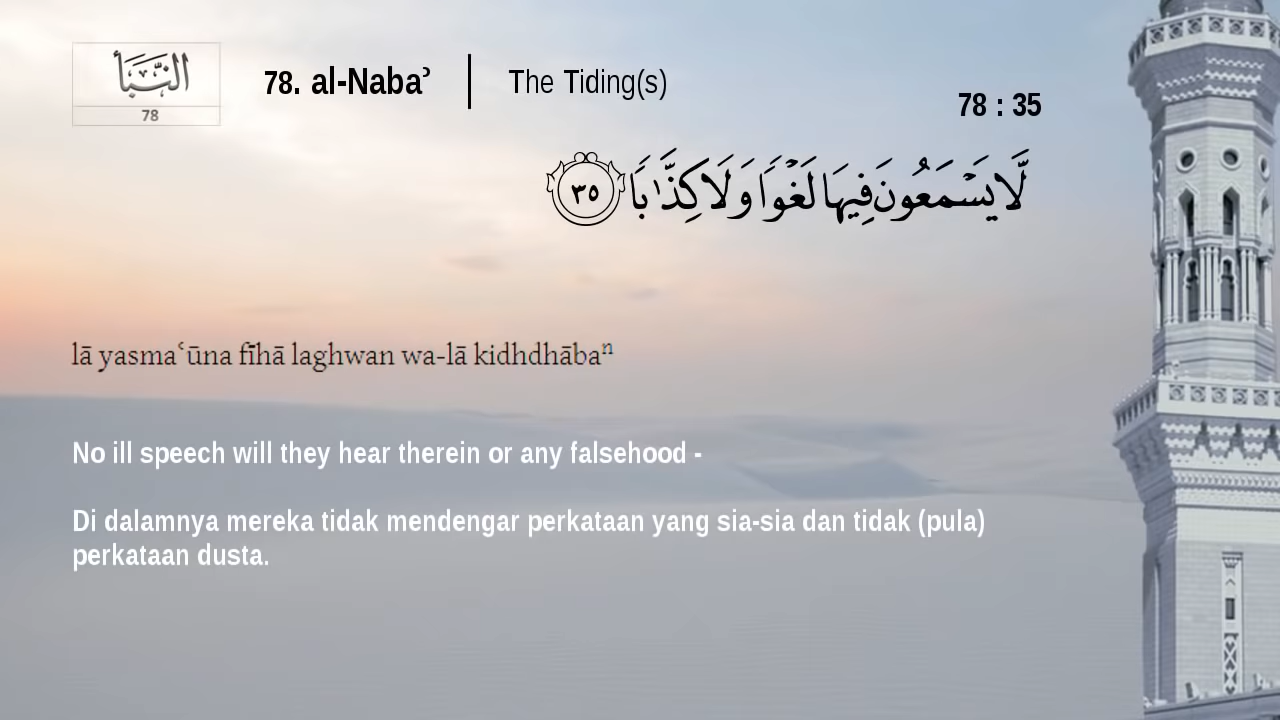 النَّبَأ
78
78. al-Nabaʾ
The Tiding(s)
78 : 35
لَّا يَسْمَعُونَ فِيهَا لَغْوًا وَلَا كِذَّٰبًا ٣٥
lā yasmaʿūna fīhā laghwan wa-lā kidhdhābaⁿ
No ill speech will they hear therein or any falsehood -
Di dalamnya mereka tidak mendengar perkataan yang sia-sia dan tidak (pula)
perkataan dusta.